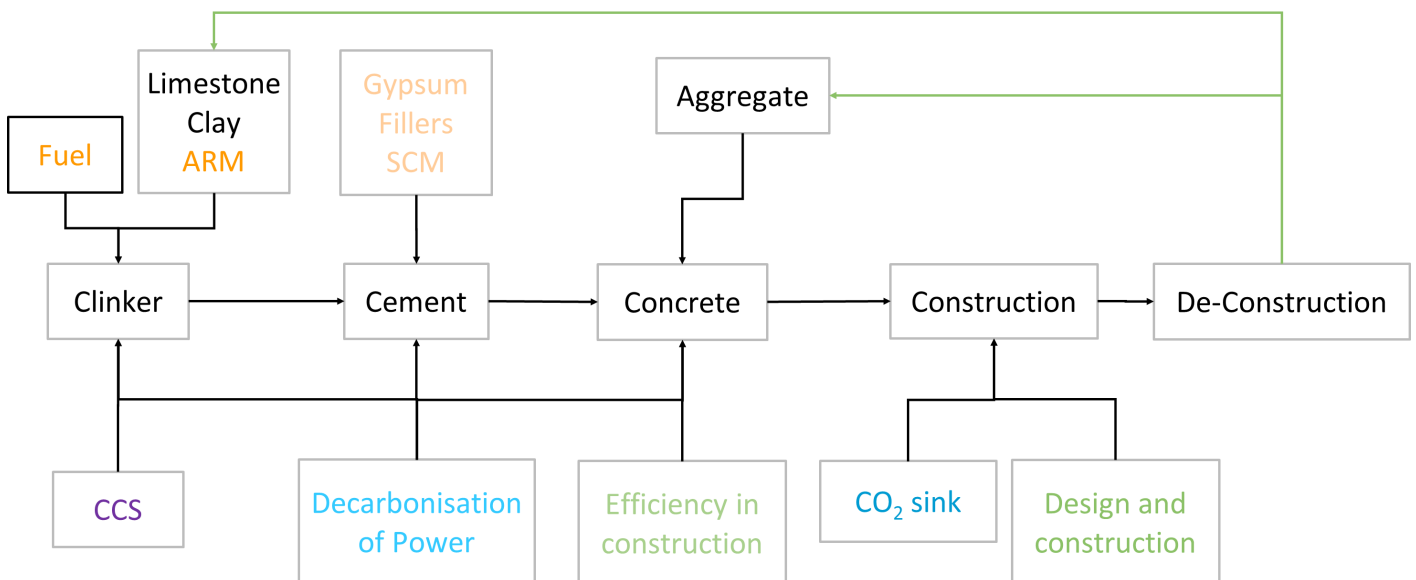 Limestone
Clay
ARM
Gypsum
Fillers
SCM
Aggregate
Fuel
Clinker
Cement
Concrete
Construction
De-Construction
CCS
Decarbonisation
of Power
Efficiency in
construction
CO₂ sink
Design and
construction